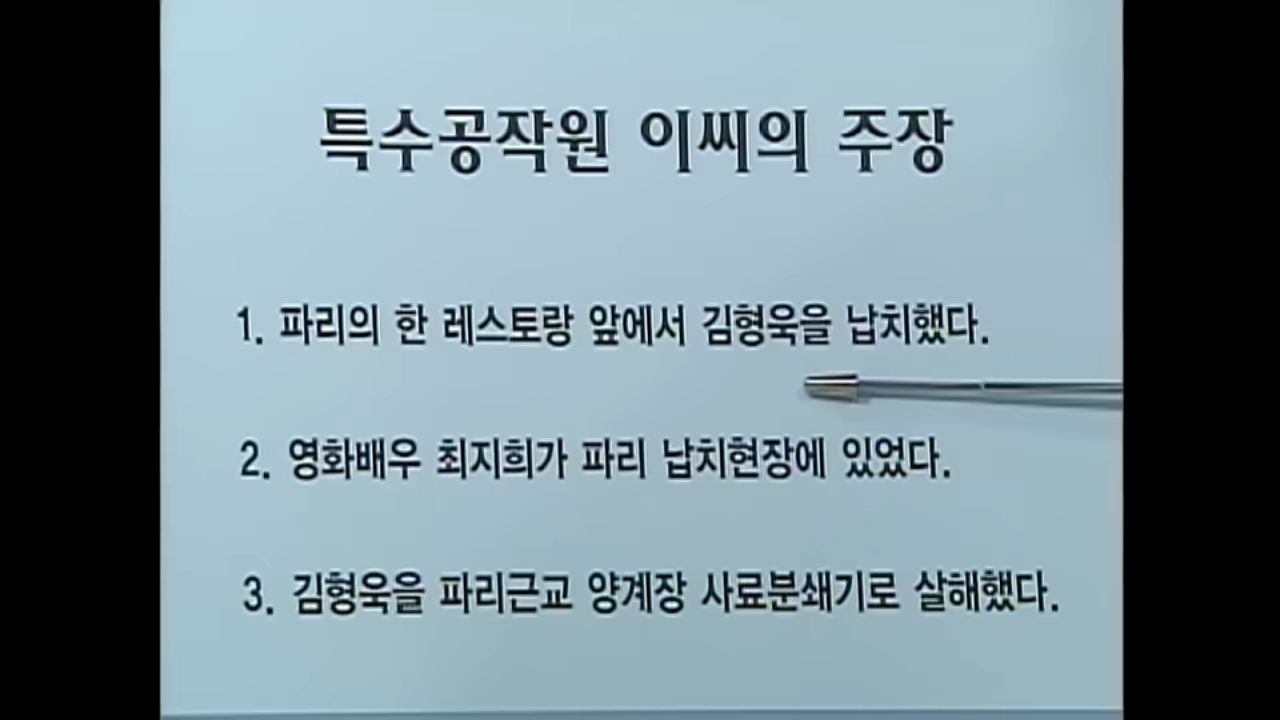 특수공작원 이씨의 주장
1. 파리의 한 레스토랑 앞에서 김형욱을 납치했다.
2. 영화배우 최지희가 파리 납치현장에 있었다.
3. 김형욱을 파리근교 양계장 사료분쇄기로 살해했다.